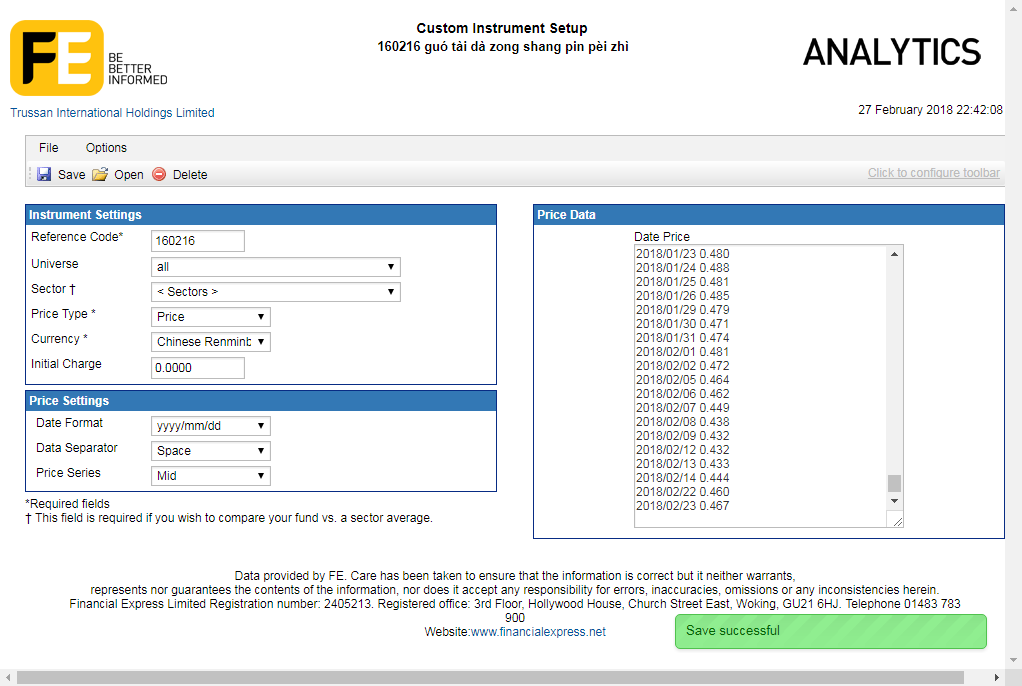 FE
BE
BETTER
INFORMED
Custom Instrument Setup
160216 guó tài dà zong shang pin pèi zhì
ANALYTICS
Trussan International Holdings Limited
27 February 2018 22:42:08
File Options
Save Open Delete
Click to configure toolbar
Instrument Settings
Reference Code* 160216
Universe all
Sector † < Sectors >
Price Type * Price
Currency * Chinese Renminb
Initial Charge 0.0000
Price Settings
Date Format yyyy/mm/dd
Data Separator Space
Price Series Mid
*Required fields
† This field is required if you wish to compare your fund vs. a sector average.
Price Data
Date Price
2018/01/23 0.480
2018/01/24 0.488
2018/01/25 0.481
2018/01/26 0.485
2018/01/29 0.479
2018/01/30 0.471
2018/01/31 0.474
2018/02/01 0.481
2018/02/02 0.472
2018/02/05 0.464
2018/02/06 0.462
2018/02/07 0.449
2018/02/08 0.438
2018/02/09 0.432
2018/02/12 0.432
2018/02/13 0.433
2018/02/14 0.444
2018/02/22 0.460
2018/02/23 0.467
Data provided by FE. Care has been taken to ensure that the information is correct but it neither warrants,
represents nor guarantees the contents of the information, nor does it accept any responsibility for errors, inaccuracies, omissions or any inconsistencies herein.
Financial Express Limited Registration number: 2405213. Registered office: 3rd Floor, Hollywood House, Church Street East, Woking, GU21 6HJ. Telephone 01483 783
900
Website:www.financialexpress.net
Save successful